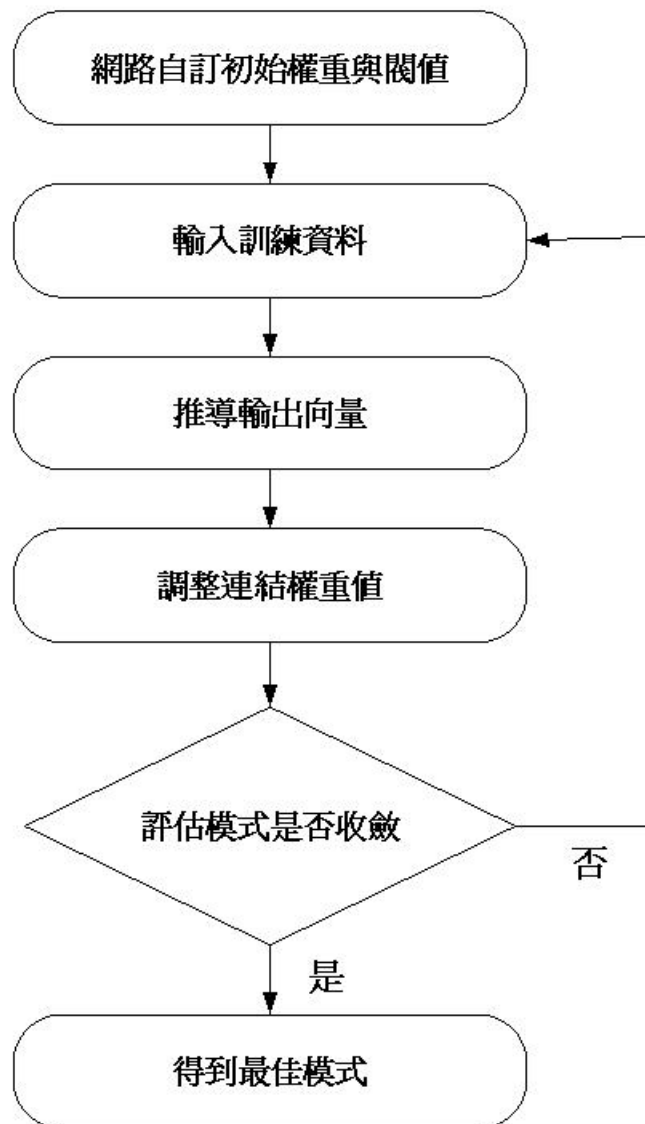 網路自訂初始權重與閥值
輸入訓練資料
推導輸出向量
調整連結權重值
評估模式是否收斂
否
是
得到最佳模式